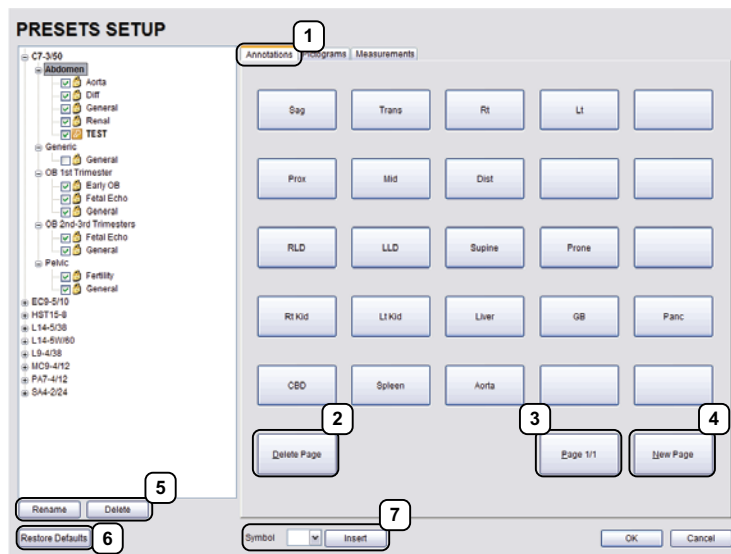 PRESETS SETUP
1
C7-3/50
Abdomen
Aorta
Diff
General
Renal
TEST
Generic
General
OB 1st Trimester
Early OB
Fetal Echo
General
OB 2nd-3rd Trimesters
Fetal Echo
General
Pelvic
Fertility
General
EC9-5/10
HST15-8
L14-5/38
L14-5W/60
L9-4/38
MC9-4/12
PA7-4/12
SA4-2/24
Annotations Pictograms Measurements
Sag Trans Rt Lt
Prox Mid Dist
RLD LLD Supine Prone
Rt Kid Lt Kid Liver GB Panc
CBD Spleen Aorta
2 3 4
Delete Page Page 1/1 New Page
5
Rename Delete
7
Restore Defaults 6
Symbol Insert OK Cancel